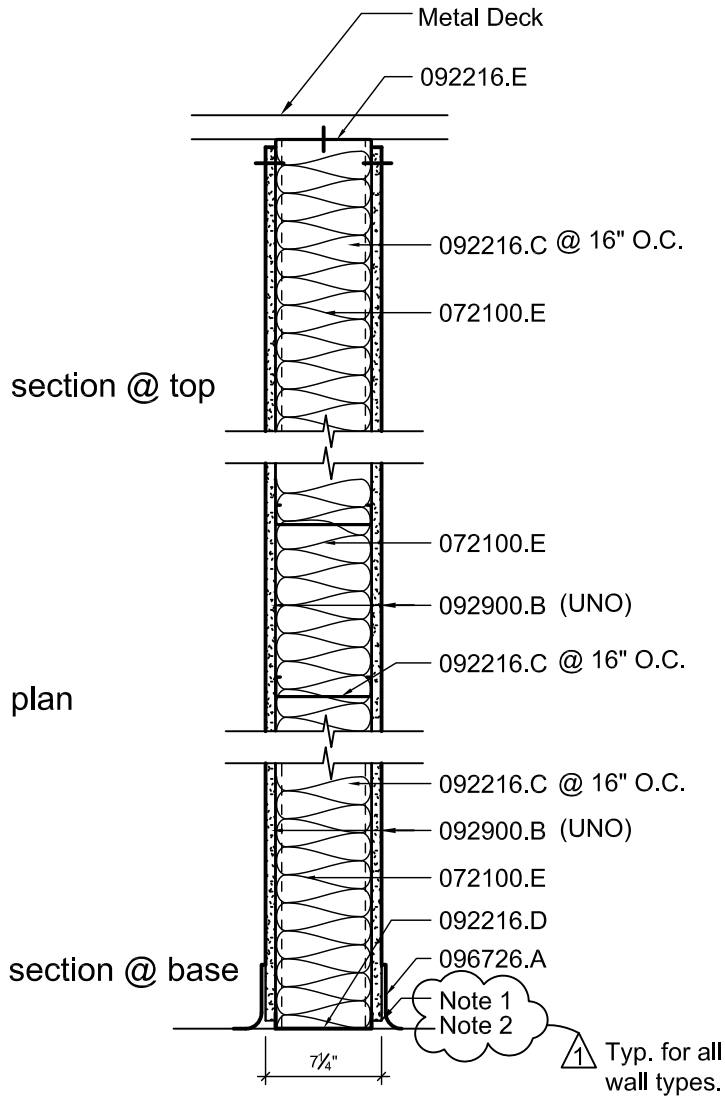 Metal Deck
092216.E
092216.C @ 16" O.C.
072100.E
section @ top
072100.E
092900.B (UNO)
092216.C @ 16" O.C.
plan
092216.C @ 16" O.C.
092900.B (UNO)
072100.E
092216.D
section @ base
096726.A
Note 1
Note 2
7¼"
1
Typ. for all
wall types.